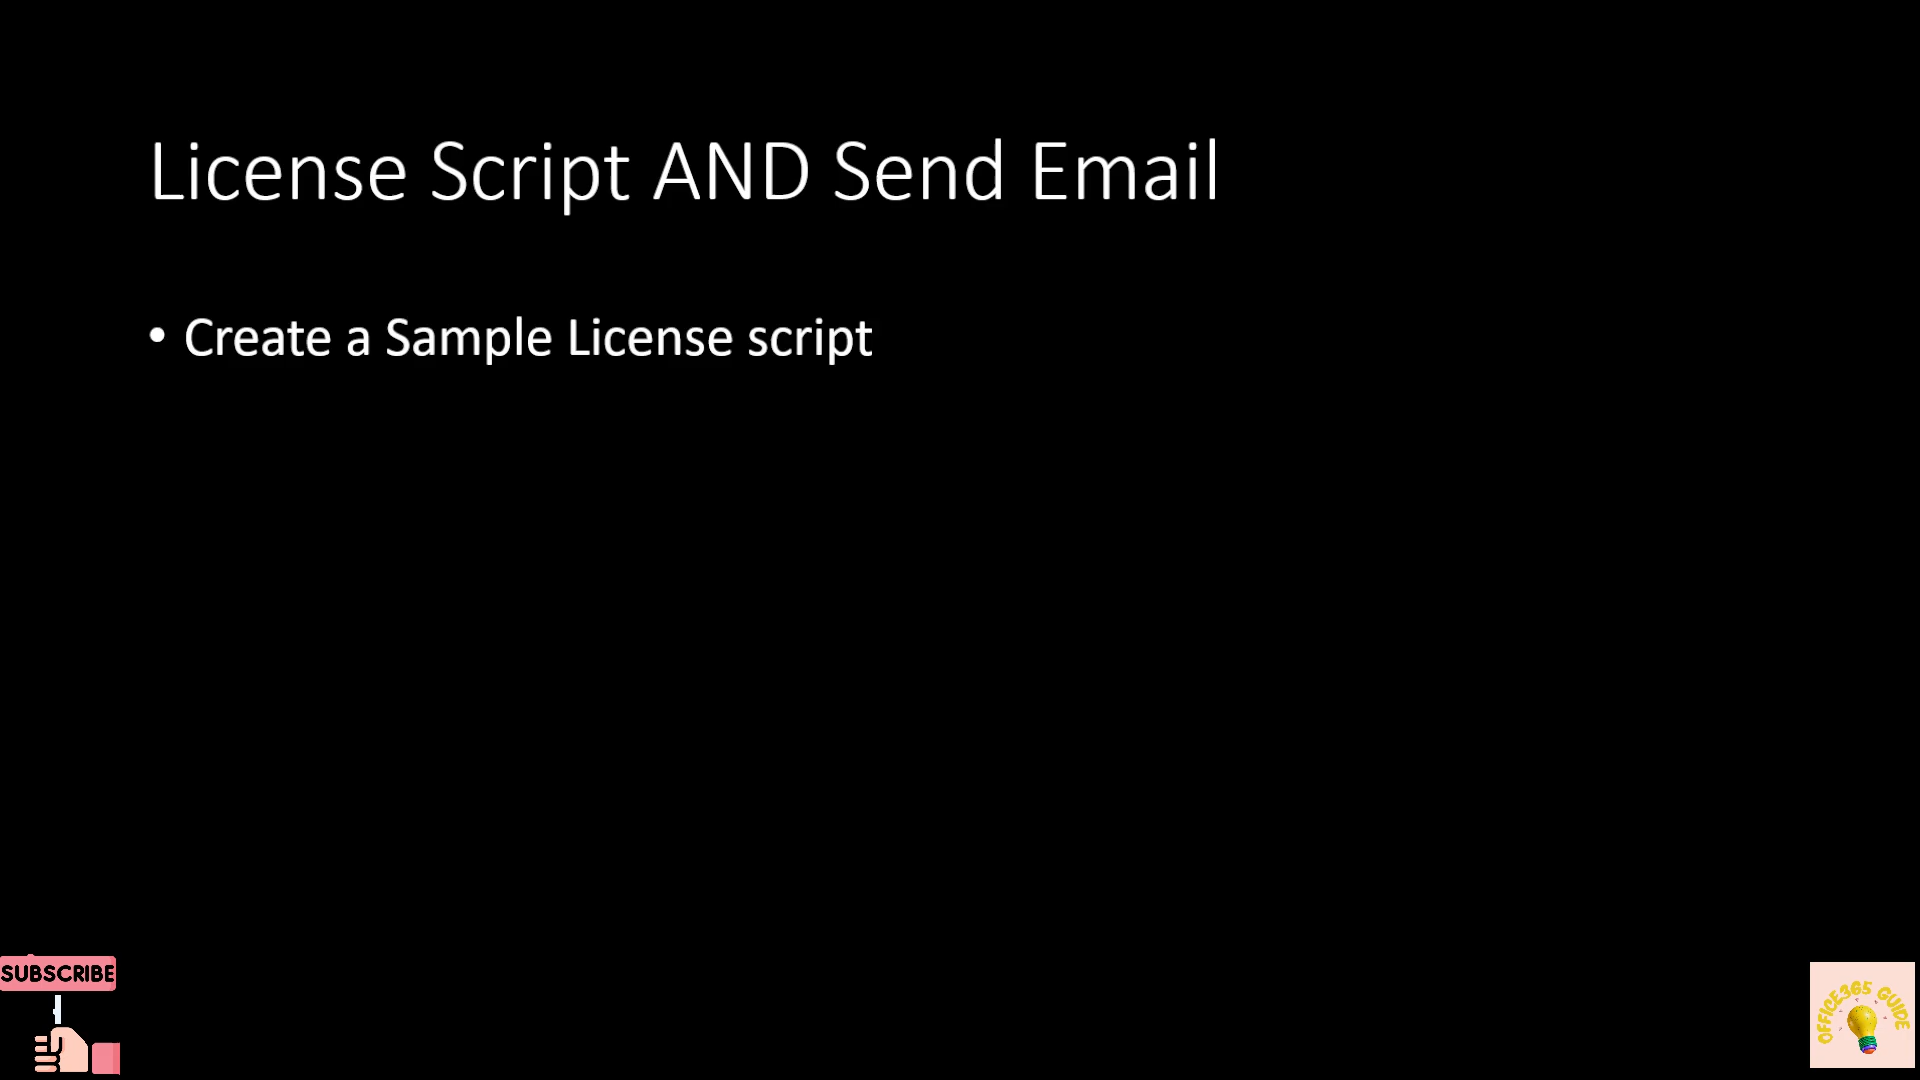 License Script AND Send Email
• Create a Sample License script
SUBSCRIBE
OFFICE365 GUIDE